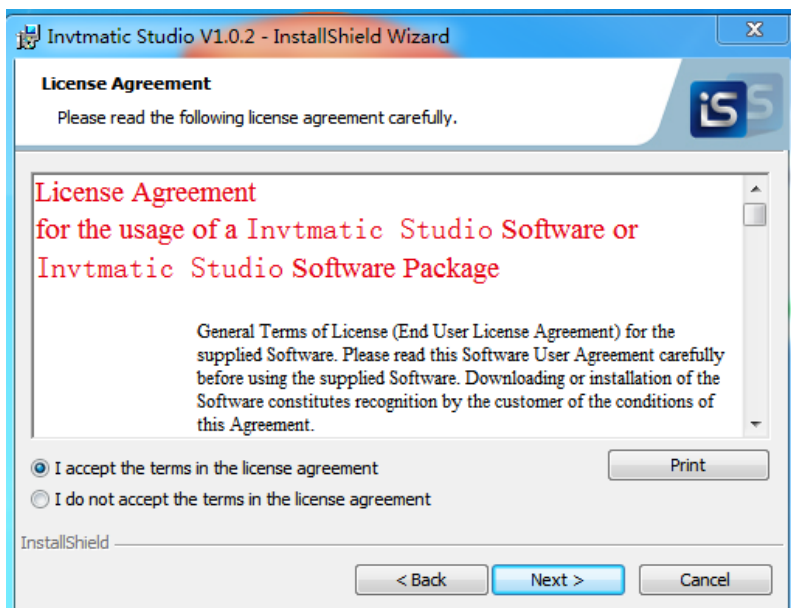 Invtmatic Studio V1.0.2 - InstallShield Wizard
License Agreement
Please read the following license agreement carefully.
iS
S
License Agreement
for the usage of a Invtmatic Studio Software or
Invtmatic Studio Software Package
General Terms of License (End User License Agreement) for the
supplied Software. Please read this Software User Agreement carefully
before using the supplied Software. Downloading or installation of the
Software constitutes recognition by the customer of the conditions of
this Agreement.
I accept the terms in the license agreement
Print
I do not accept the terms in the license agreement
InstallShield
< Back
Next >
Cancel